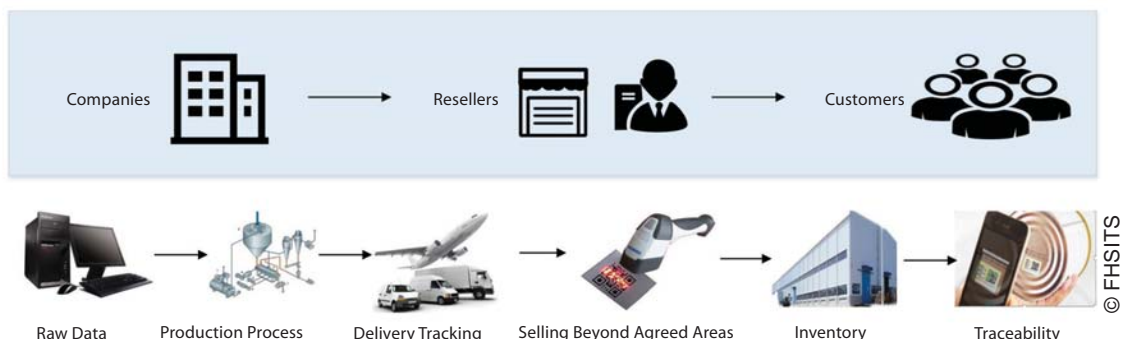 Companies
Resellers
Customers
© FHSITS
Raw Data
Production Process
Delivery Tracking
Selling Beyond Agreed Areas
Inventory
Traceability